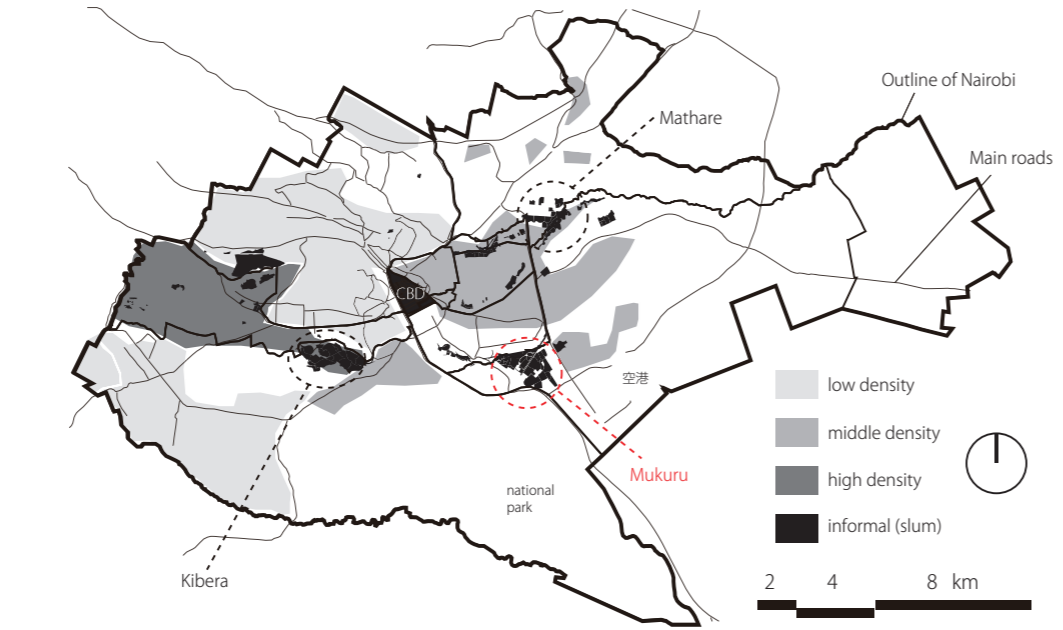 Outline of Nairobi
Mathare
Main roads
CBD
空港
low density
middle density
Mukuru
high density
national
park
informal (slum)
Kibera
2 4 8 km